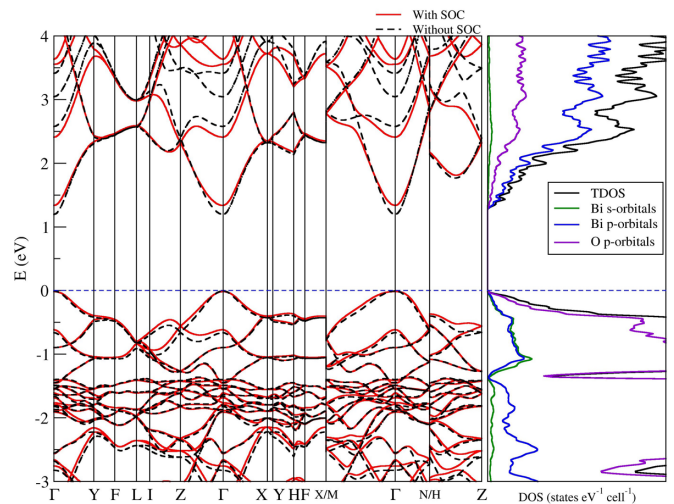 With SOC
Without SOC
4
3
2
1
0
-1
-2
-3
E (eV)
TDOS
Bi s-orbitals
Bi p-orbitals
O p-orbitals
Γ Y F L I Z Γ X Y H F X/M Γ N/H Z
DOS (states eV⁻¹ cell⁻¹)